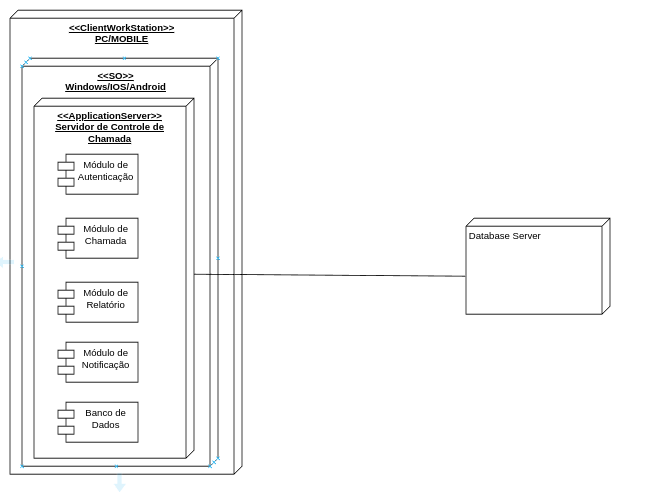 <<ClientWorkStation>>
PC/MOBILE
<<SO>>
Windows/IOS/Android
<<ApplicationServer>>
Servidor de Controle de
Chamada
Módulo de
Autenticação
Módulo de
Chamada
Módulo de
Relatório
Módulo de
Notificação
Banco de
Dados
Database Server